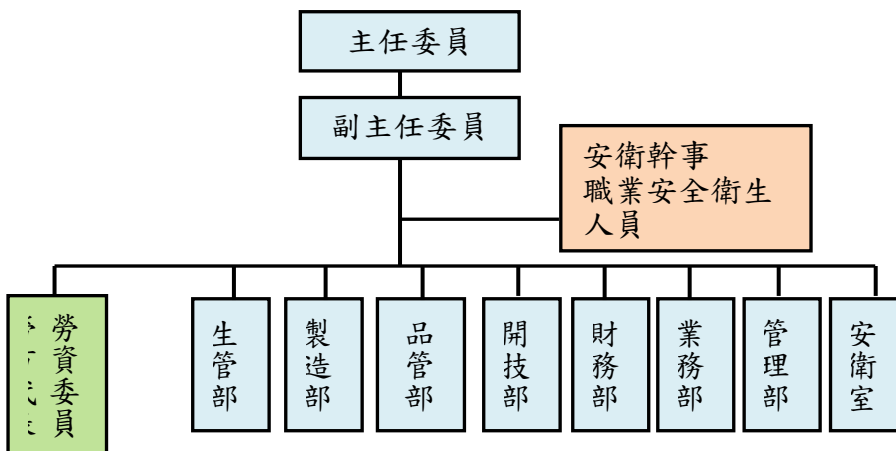 主任委員
副主任委員
安衛幹事
職業安全衛生
人員
勞資委員
生管部
製造部
品管部
開技部
財務部
業務部
管理部
安衛室